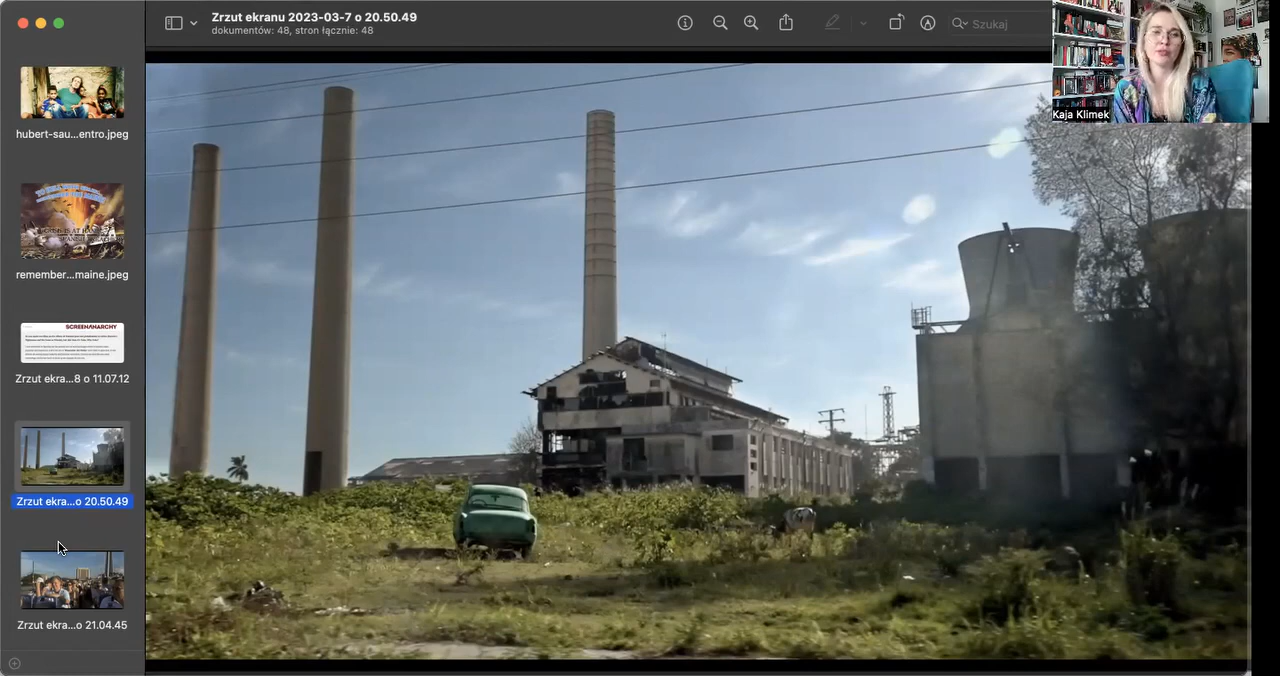 Zrzut ekranu 2023-03-7 o 20.50.49
dokumentów: 48, stron łącznie: 48
Szukaj
Kaja Klimek
hubert-sau...entro.jpeg
remember...maine.jpeg
SCREENANARCHY
Zrzut ekra...8 o 11.07.12
Zrzut ekra...o 20.50.49
Zrzut ekra...o 21.04.45